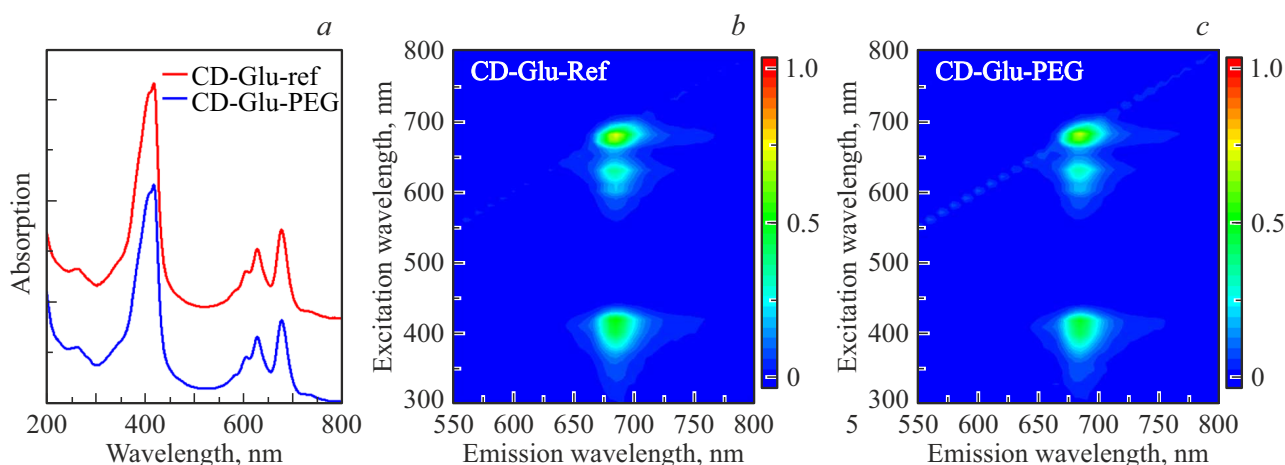 a
CD-Glu-ref
CD-Glu-PEG
Absorption
200 400 600 800
Wavelength, nm
b
CD-Glu-Ref
Excitation wavelength, nm
800
700
600
500
400
300
550 600 650 700 750 800
Emission wavelength, nm
1.0
0.5
0
c
CD-Glu-PEG
Excitation wavelength, nm
800
700
600
500
400
300
5 550 600 650 700 750 800
Emission wavelength, nm
1.0
0.5
0